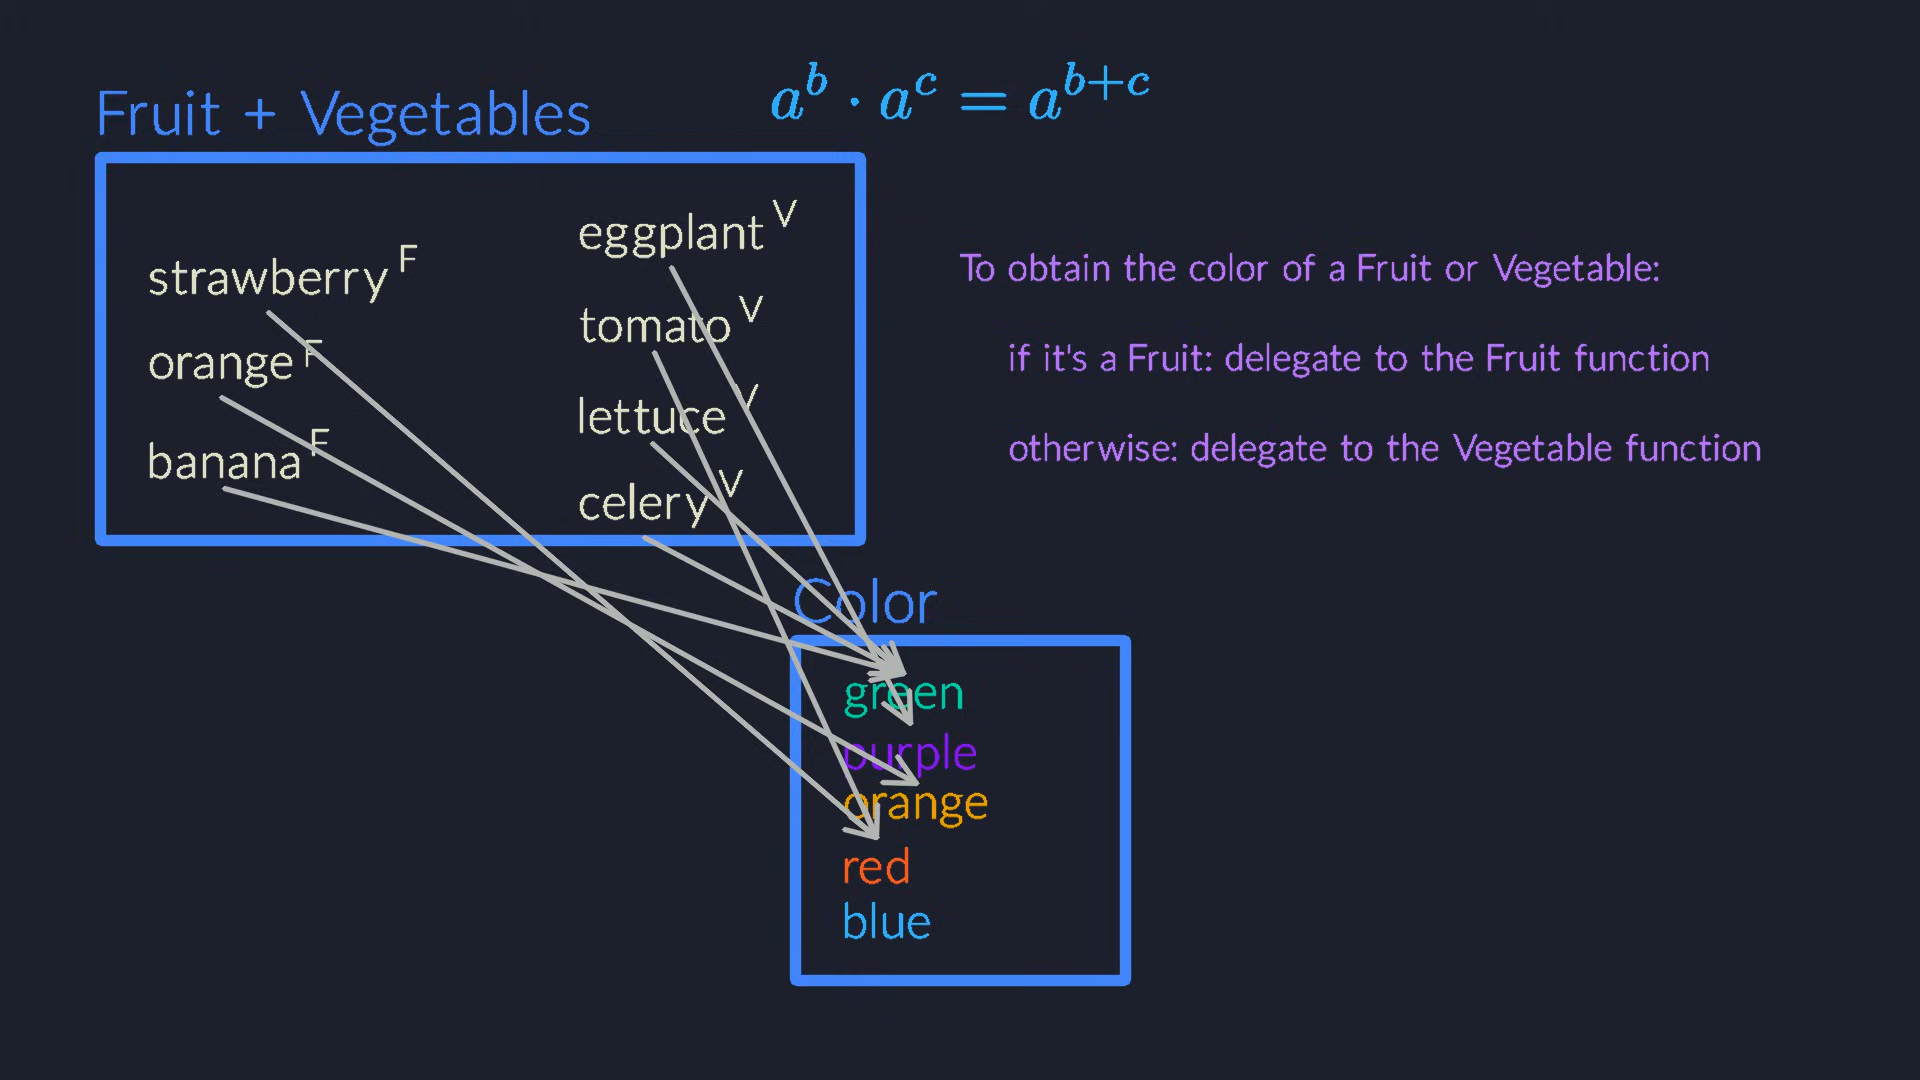 Fruit + Vegetables
a^b · a^c = a^{b+c}
strawberry F
orange F
banana F
eggplant V
tomato V
lettuce V
celery V
To obtain the color of a Fruit or Vegetable:
if it's a Fruit: delegate to the Fruit function
otherwise: delegate to the Vegetable function
Color
green
purple
orange
red
blue